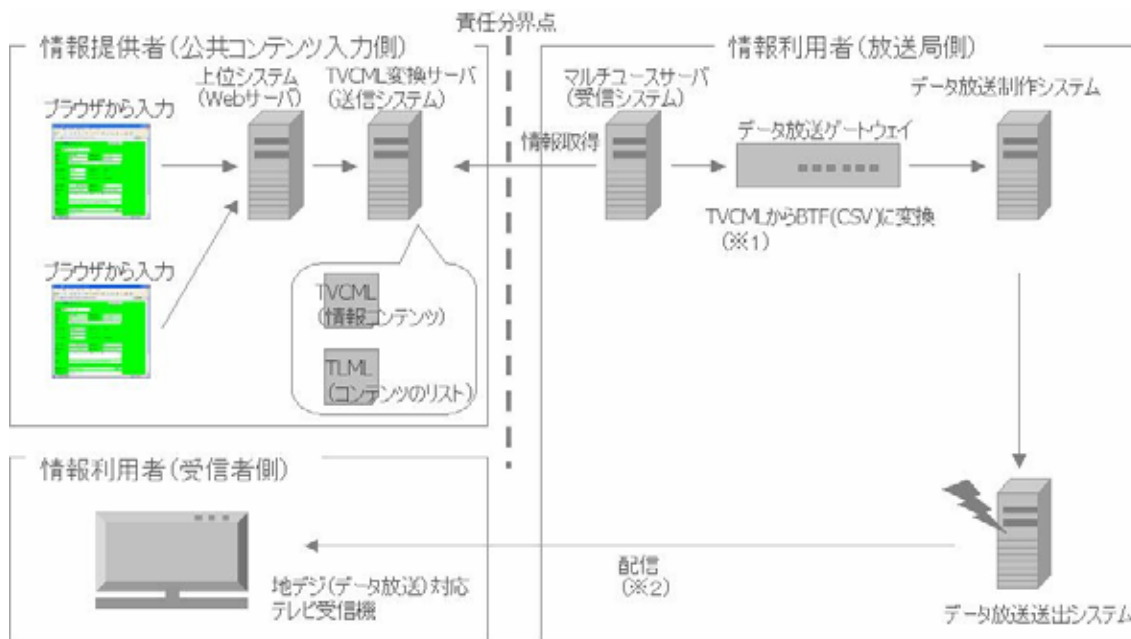 責任分界点
情報提供者(公共コンテンツ入力側)
上位システム
(Webサーバ)
TVCML変換サーバ
(送信システム)
ブラウザから入力
ブラウザから入力
TVCML
(情報コンテンツ)
TLML
(コンテンツのリスト)
情報取得
情報利用者(放送局側)
マルチユースサーバ
(受信システム)
データ放送ゲートウェイ
TVCMLからBTF(CSV)に変換
(※1)
データ放送制作システム
データ放送送出システム
配信
(※2)
情報利用者(受信者側)
地デジ(データ放送)対応
テレビ受信機